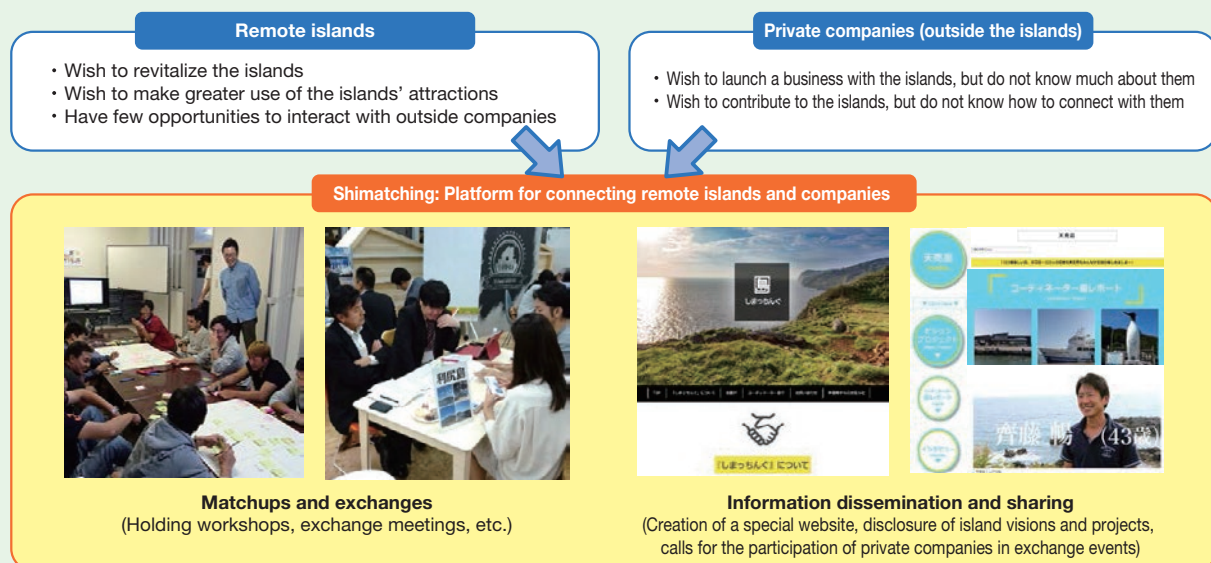 Remote islands
・Wish to revitalize the islands
・Wish to make greater use of the islands' attractions
・Have few opportunities to interact with outside companies
Private companies (outside the islands)
・Wish to launch a business with the islands, but do not know much about them
・Wish to contribute to the islands, but do not know how to connect with them
Shimatching: Platform for connecting remote islands and companies
利尻島
しまっちんぐ
『しまっちんぐ』について
天売島
天売島
コーディネーター島レポート
齊藤 暢 (43歳)
Matchups and exchanges
(Holding workshops, exchange meetings, etc.)
Information dissemination and sharing
(Creation of a special website, disclosure of island visions and projects,
calls for the participation of private companies in exchange events)